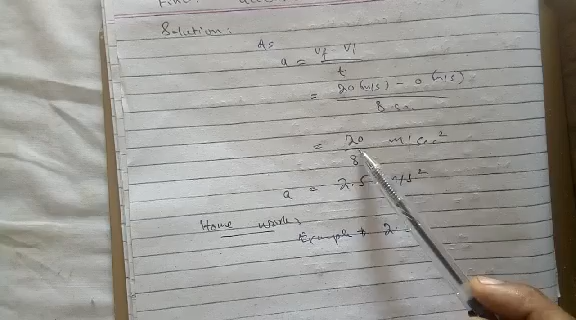 Solution:
As
a = vf - vi / t
= 20(m/s) - 0(m/s) / 8 sec
= 20 / 8 m/sec²
a = 2.5 m/s²
Home work:
Example 2.